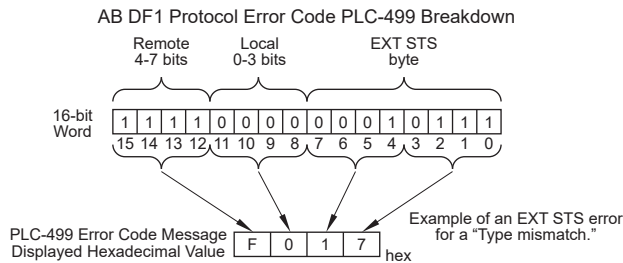 AB DF1 Protocol Error Code PLC-499 Breakdown
Remote
4-7 bits
Local
0-3 bits
EXT STS
byte
16-bit
Word
1 1 1 1 0 0 0 0 0 0 0 1 0 1 1 1
15 14 13 12 11 10 9 8 7 6 5 4 3 2 1 0
PLC-499 Error Code Message
Displayed Hexadecimal Value
F 0 1 7
hex
Example of an EXT STS error
for a “Type mismatch.”